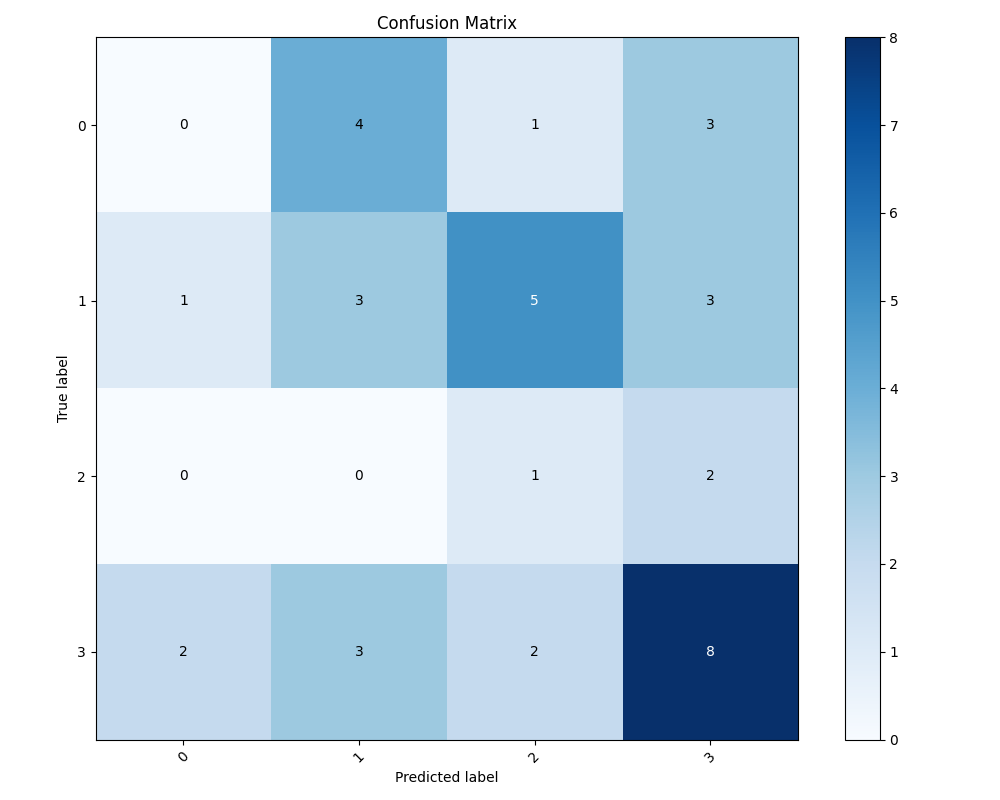 Confusion Matrix
0 0 4 1 3
1 1 3 5 3
2 0 0 1 2
3 2 3 2 8
0 1 2 3
True label
Predicted label
8
7
6
5
4
3
2
1
0